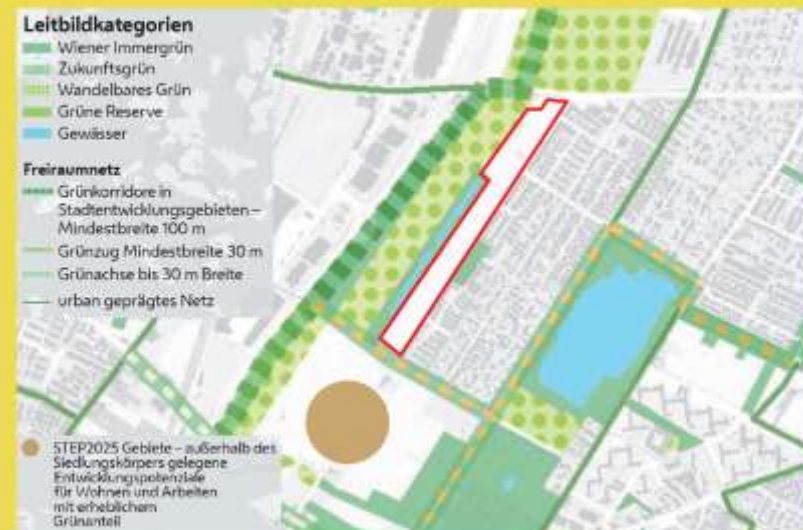 Leitbildkategorien
Wiener Immergrün
Zukunftsgrün
Wandelbares Grün
Grüne Reserve
Gewässer
Freiraumnetz
Grünkorridore in
Stadtentwicklungsgebieten –
Mindestbreite 100 m
Grünzug Mindestbreite 30 m
Grünachse bis 30 m Breite
urban geprägtes Netz
STEP2025 Gebiete – außerhalb des
Siedlungskörpers gelegene
Entwicklungspotenziale
für Wohnen und Arbeiten
mit erheblichem
Grünanteil